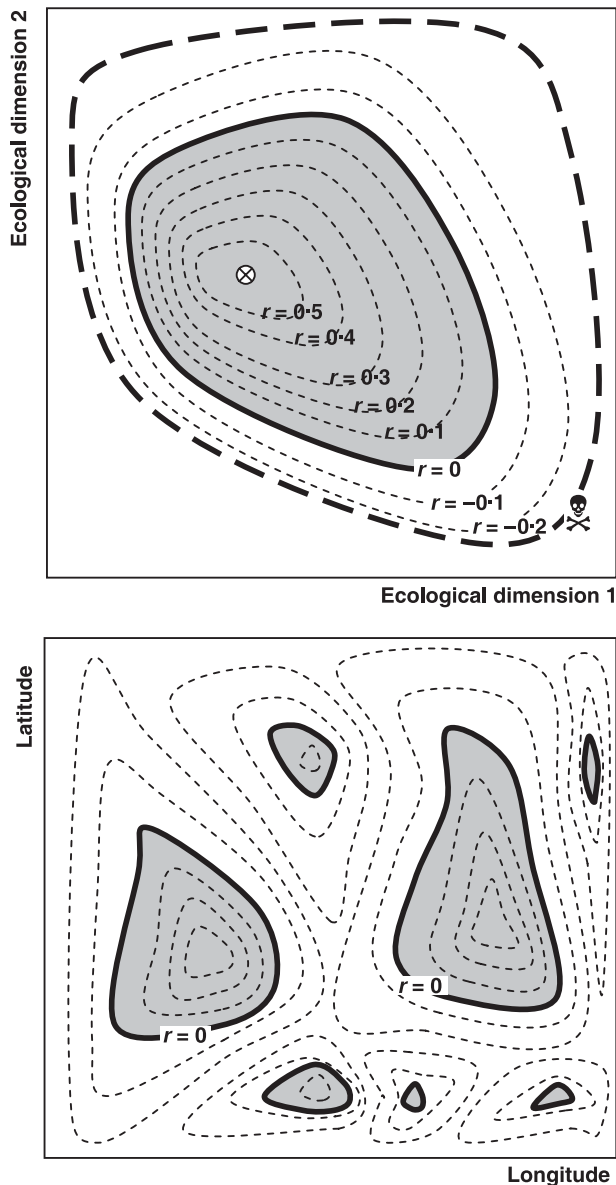 Ecological dimension 2
r = 0·5
r = 0·4
r = 0·3
r = 0·2
r = 0·1
r = 0
r = –0·1
r = –0·2
Ecological dimension 1
Latitude
r = 0
r = 0
Longitude